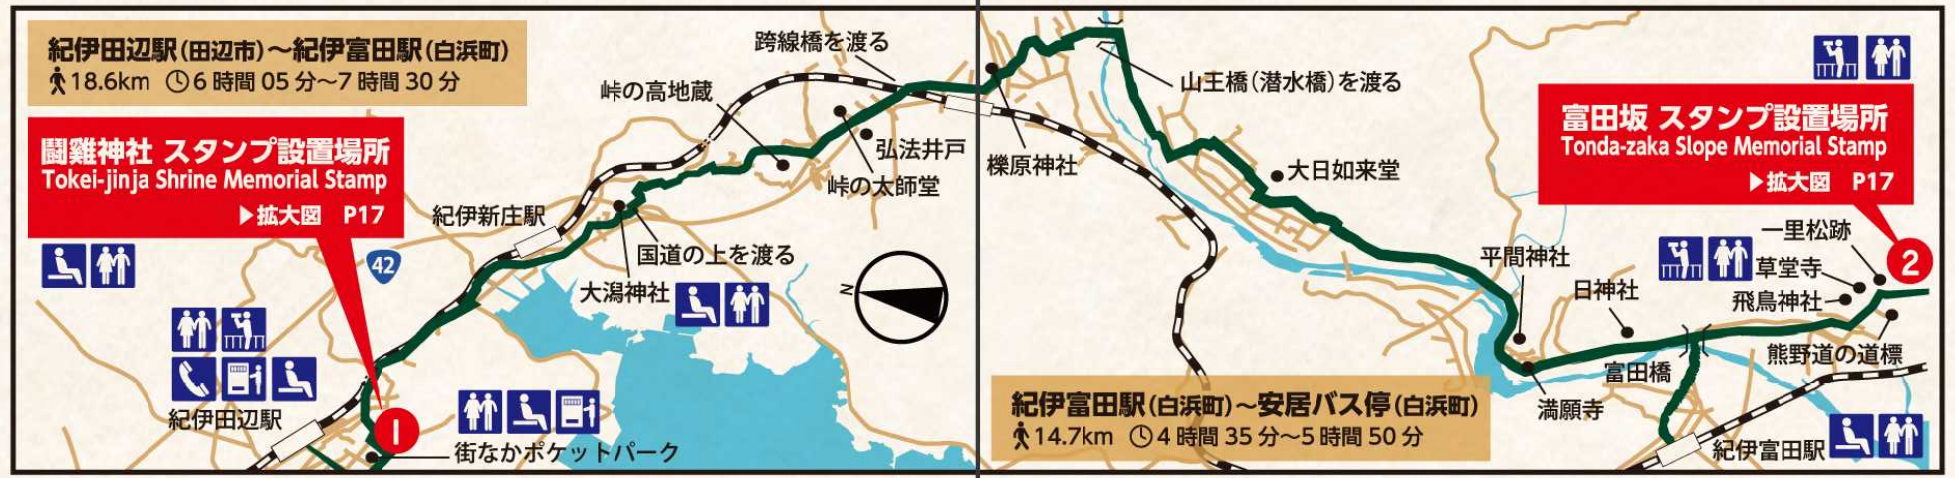 紀伊田辺駅(田辺市)～紀伊富田駅(白浜町)
18.6km 6時間05分～7時間30分
闘雞神社 スタンプ設置場所
Tokei-jinja Shrine Memorial Stamp
▶拡大図 P17
跨線橋を渡る
峠の高地蔵
弘法井戸
峠の大師堂
紀伊新庄駅
42
国道の上を渡る
大潟神社
N
紀伊田辺駅
1
街なかポケットパーク
櫟原神社
山王橋(潜水橋)を渡る
大日如来堂
富田坂 スタンプ設置場所
Tonda-zaka Slope Memorial Stamp
▶拡大図 P17
一里松跡
2
草堂寺
飛鳥神社
平間神社
日神社
熊野道の道標
富田橋
満願寺
紀伊富田駅(白浜町)～安居バス停(白浜町)
14.7km 4時間35分～5時間50分
紀伊富田駅